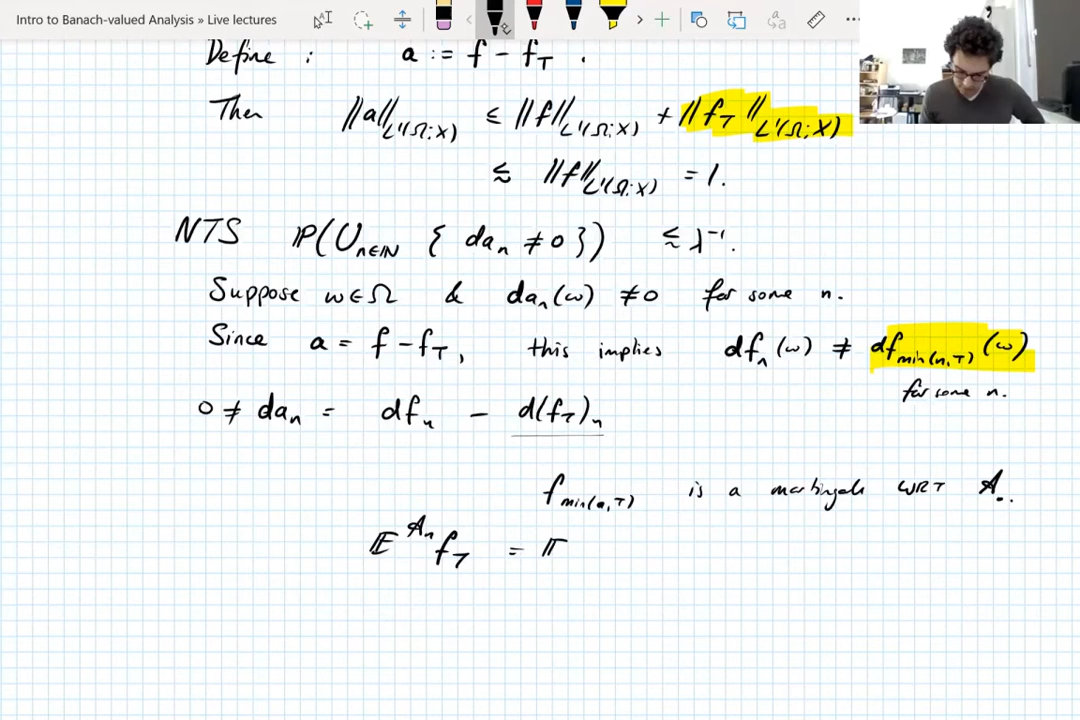 Intro to Banach-valued Analysis » Live lectures
Define : a := f - f_T .
Then ‖a‖_{L¹(Ω;X)} ≤ ‖f‖_{L¹(Ω;X)} + ‖f_T‖_{L¹(Ω;X)}
≲ ‖f‖_{L¹(Ω;X)} = 1.
NTS ℙ(∪_{n∈ℕ} { da_n ≠ 0 }) ≲ λ^{-1}.
Suppose ω∈Ω & da_n(ω) ≠ 0 for some n.
Since a = f - f_T, this implies df_n(ω) ≠ df_{min(n,T)}(ω)
for some n.
0 ≠ da_n = df_n - d(f_T)_n
f_{min(n,T)} is a martingale WRT A_•.
𝔼^{A_n} f_T =